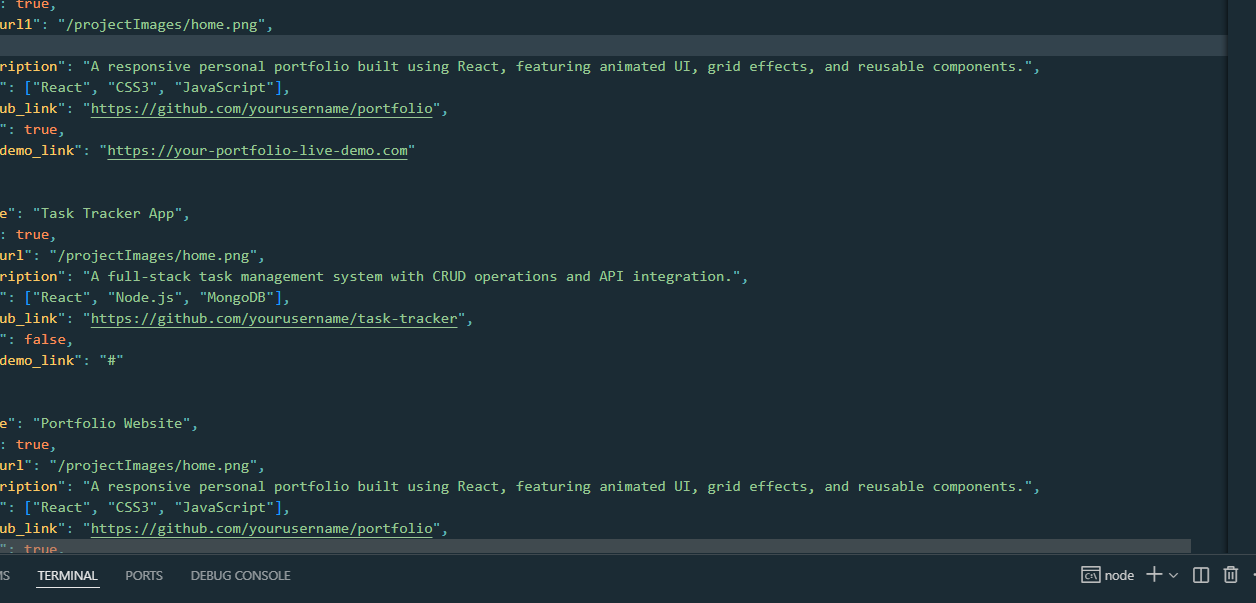 : true,
url1": "/projectImages/home.png",
ription": "A responsive personal portfolio built using React, featuring animated UI, grid effects, and reusable components.",
": ["React", "CSS3", "JavaScript"],
ub_link": "https://github.com/yourusername/portfolio",
": true,
demo_link": "https://your-portfolio-live-demo.com"
e": "Task Tracker App",
: true,
url": "/projectImages/home.png",
ription": "A full-stack task management system with CRUD operations and API integration.",
": ["React", "Node.js", "MongoDB"],
ub_link": "https://github.com/yourusername/task-tracker",
": false,
demo_link": "#"
e": "Portfolio Website",
: true,
url": "/projectImages/home.png",
ription": "A responsive personal portfolio built using React, featuring animated UI, grid effects, and reusable components.",
": ["React", "CSS3", "JavaScript"],
ub_link": "https://github.com/yourusername/portfolio",
": true,
MS TERMINAL PORTS DEBUG CONSOLE node